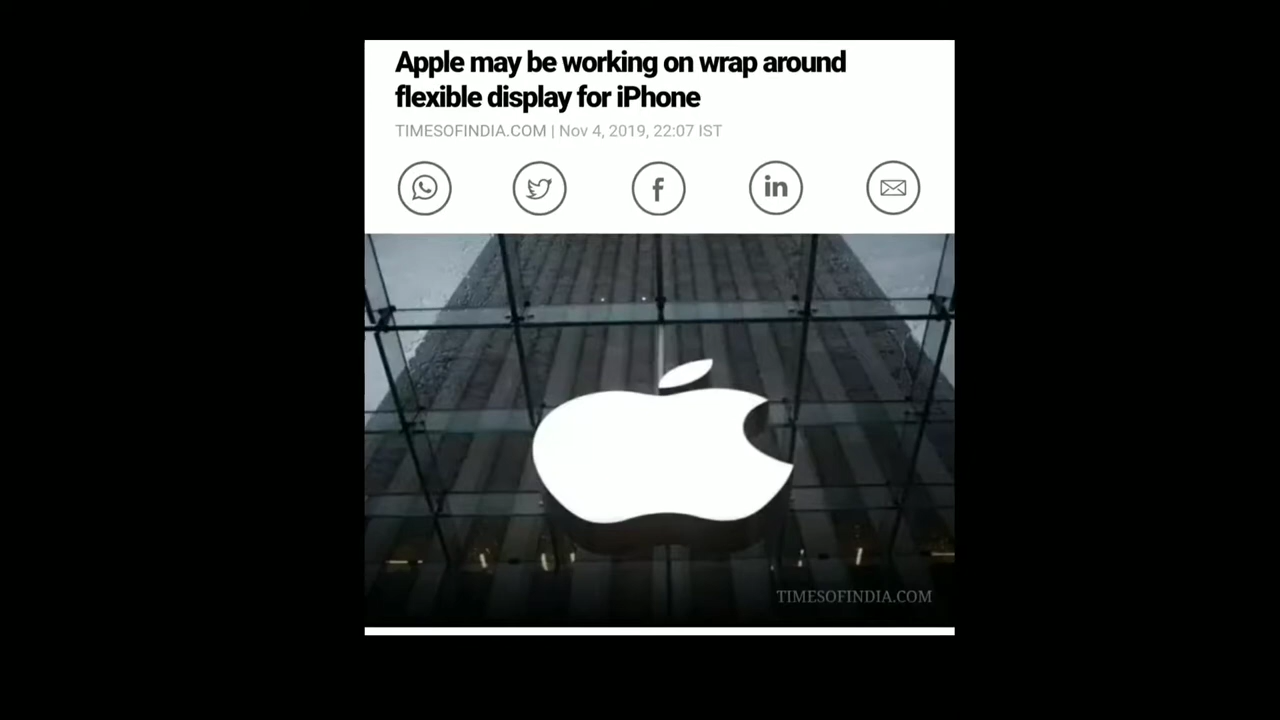 Apple may be working on wrap around
flexible display for iPhone
TIMESOFINDIA.COM | Nov 4, 2019, 22:07 IST
in
TIMESOFINDIA.COM